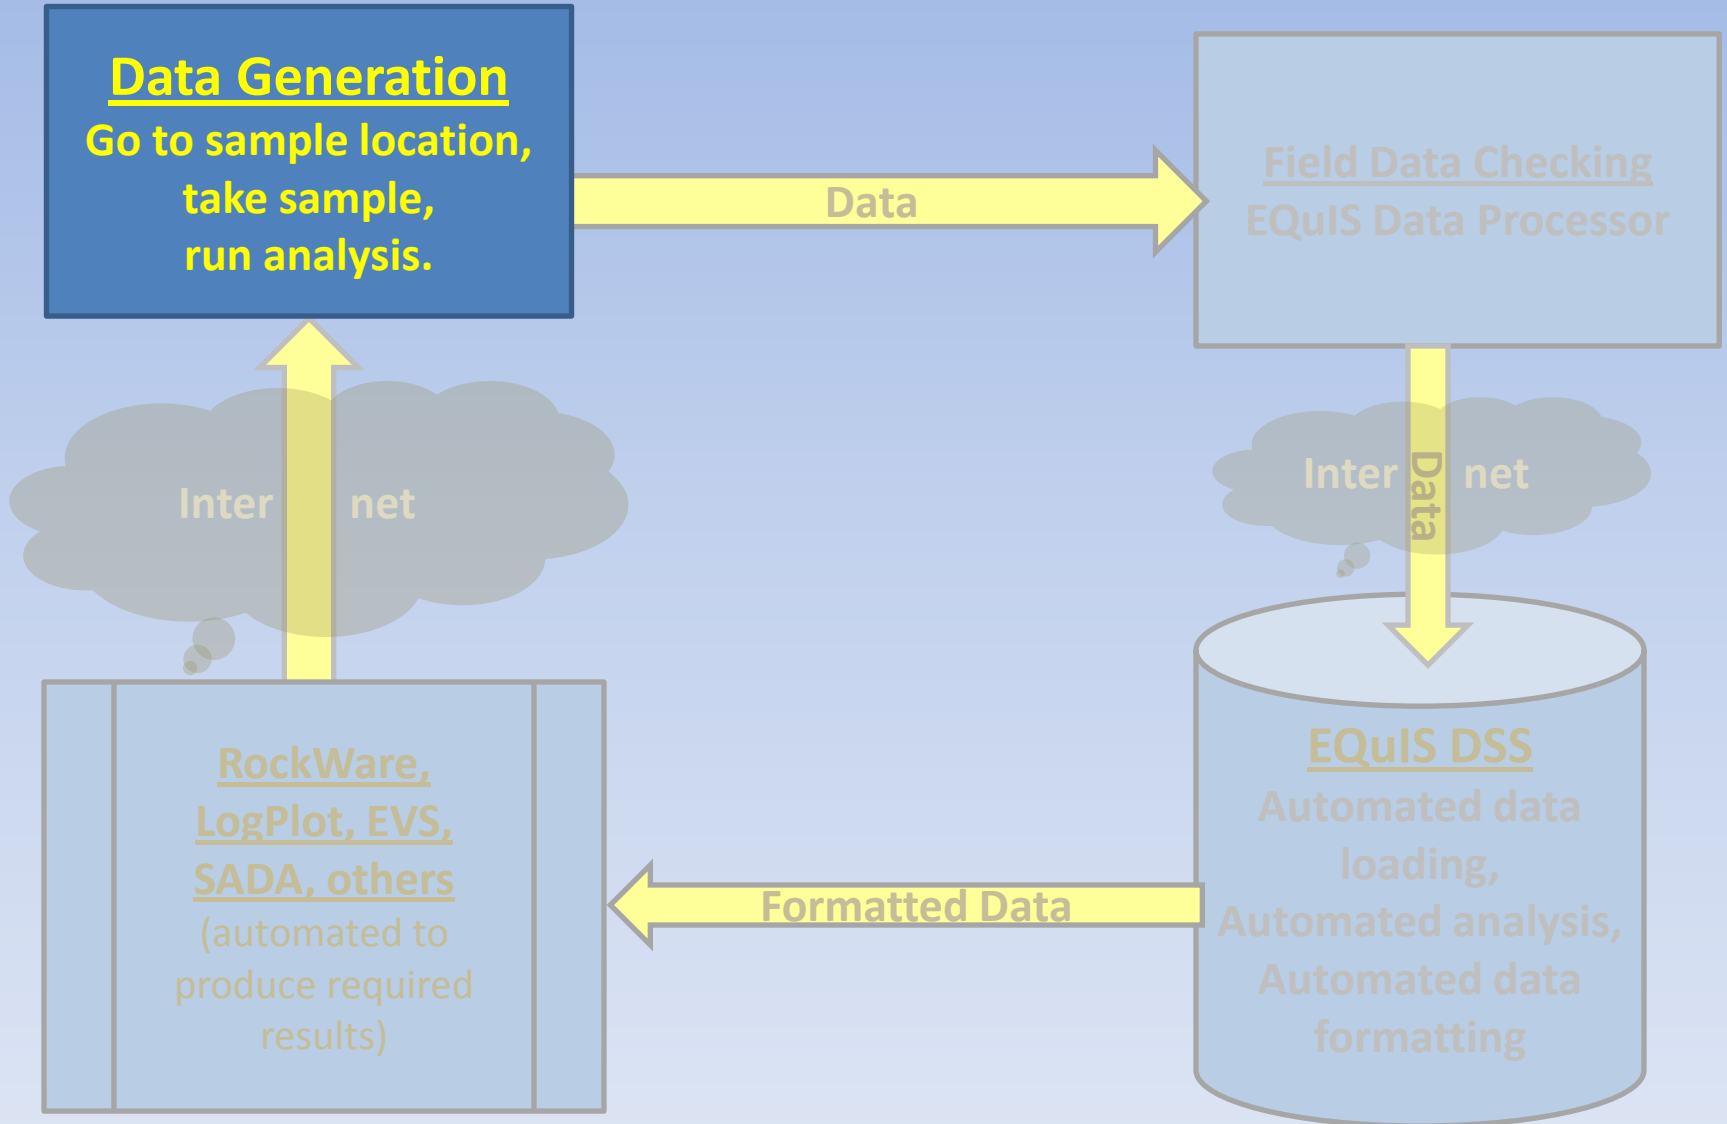 Data Generation
Go to sample location,
take sample,
run analysis.
Data
Field Data Checking
EQuIS Data Processor
Inter net
Data
Inter net
RockWare,
LogPlot, EVS,
SADA, others
(automated to
produce required
results)
Formatted Data
EQuIS DSS
Automated data
loading,
Automated analysis,
Automated data
formatting